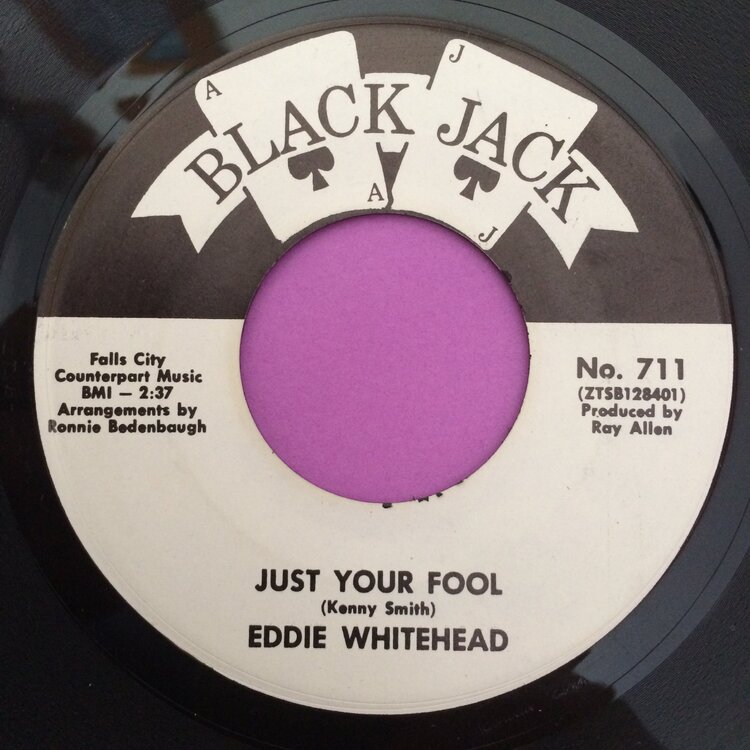 A
J
BLACK JACK
A
J
Falls City
Counterpart Music
BMI — 2:37
Arrangements by
Ronnie Bedenbaugh
No. 711
(ZTSB128401)
Produced by
Ray Allen
JUST YOUR FOOL
(Kenny Smith)
EDDIE WHITEHEAD